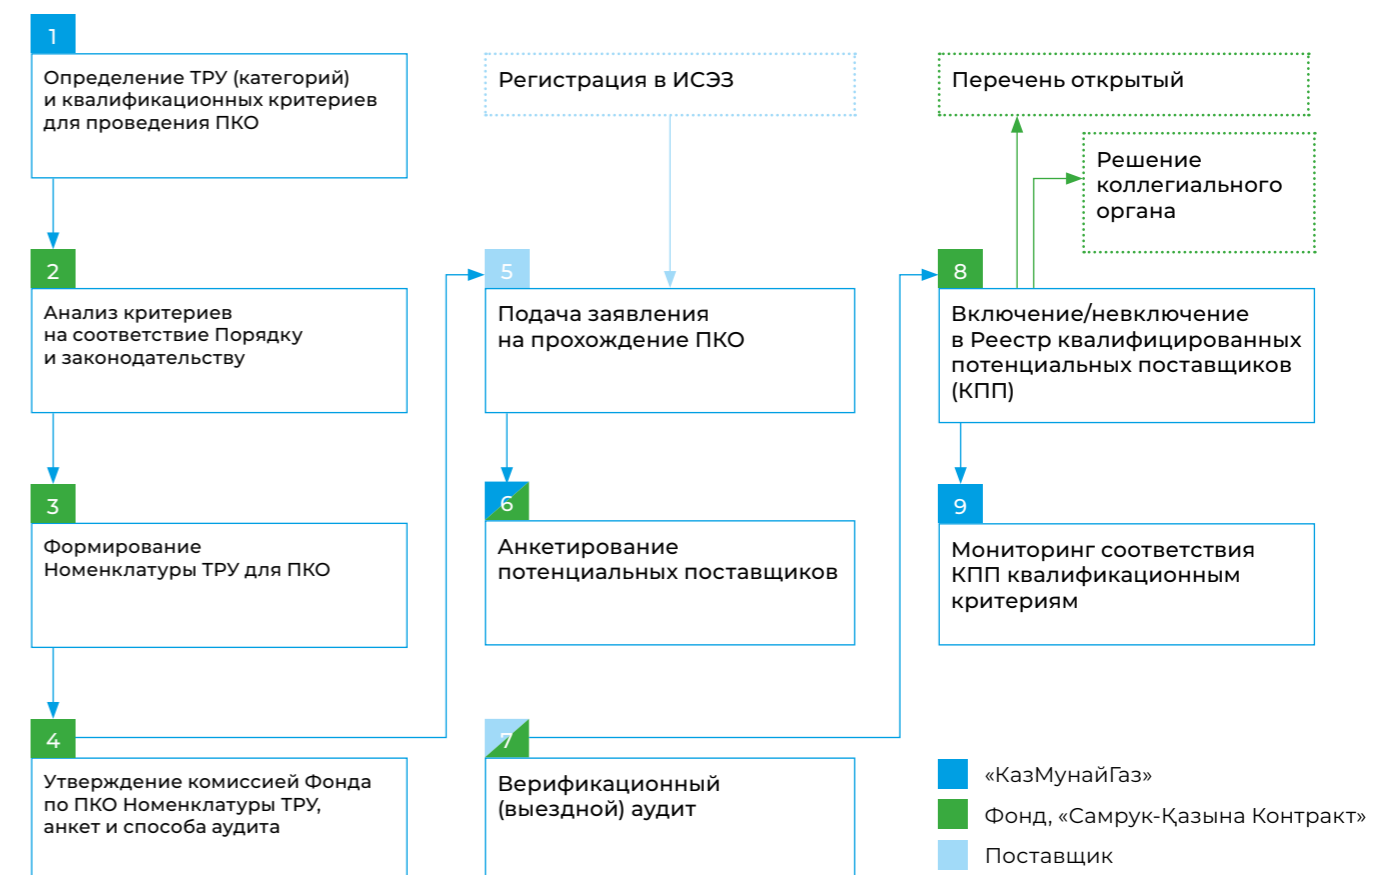 1
Определение ТРУ (категорий)
и квалификационных критериев
для проведения ПКО
2
Анализ критериев
на соответствие Порядку
и законодательству
3
Формирование
Номенклатуры ТРУ для ПКО
4
Утверждение комиссией Фонда
по ПКО Номенклатуры ТРУ,
анкет и способа аудита
Регистрация в ИСЭЗ
5
Подача заявления
на прохождение ПКО
6
Анкетирование
потенциальных поставщиков
7
Верификационный
(выездной) аудит
Перечень открытый
Решение
коллегиального
органа
8
Включение/невключение
в Реестр квалифицированных
потенциальных поставщиков
(КПП)
9
Мониторинг соответствия
КПП квалификационным
критериям
«КазМунайГаз»
Фонд, «Самрук-Қазына Контракт»
Поставщик